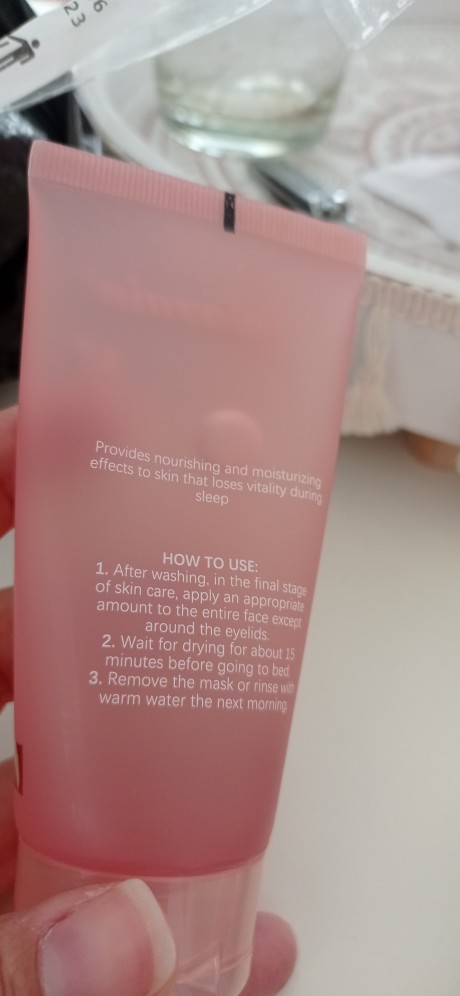 6
23
Provides nourishing and moisturizing
effects to skin that loses vitality during
sleep
HOW TO USE:
1. After washing, in the final stage
of skin care, apply an appropriate
amount to the entire face except
around the eyelids.
2. Wait for drying for about 15
minutes before going to bed.
3. Remove the mask or rinse with
warm water the next morning.